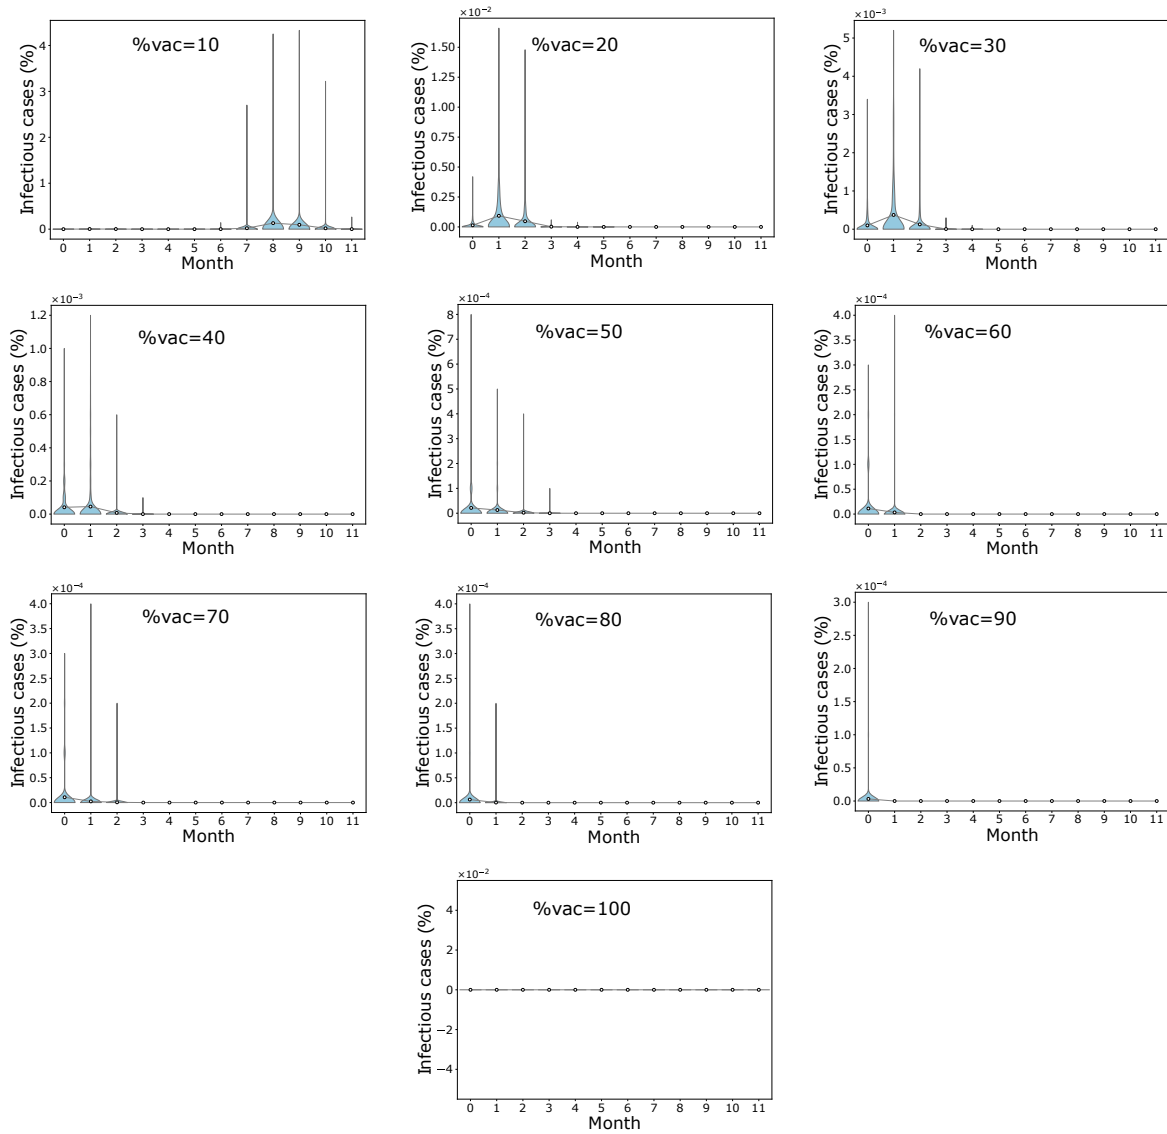 %vac=10
Infectious cases (%)
4
3
2
1
0
0 1 2 3 4 5 6 7 8 9 10 11
Month
×10⁻²
%vac=20
Infectious cases (%)
1.50
1.25
1.00
0.75
0.50
0.25
0.00
0 1 2 3 4 5 6 7 8 9 10 11
Month
×10⁻³
%vac=30
Infectious cases (%)
5
4
3
2
1
0
0 1 2 3 4 5 6 7 8 9 10 11
Month
×10⁻³
%vac=40
Infectious cases (%)
1.2
1.0
0.8
0.6
0.4
0.2
0.0
0 1 2 3 4 5 6 7 8 9 10 11
Month
×10⁻⁴
%vac=50
Infectious cases (%)
8
7
6
5
4
3
2
1
0
0 1 2 3 4 5 6 7 8 9 10 11
Month
×10⁻⁴
%vac=60
Infectious cases (%)
4.0
3.5
3.0
2.5
2.0
1.5
1.0
0.5
0.0
0 1 2 3 4 5 6 7 8 9 10 11
Month
×10⁻⁴
%vac=70
Infectious cases (%)
4.0
3.5
3.0
2.5
2.0
1.5
1.0
0.5
0.0
0 1 2 3 4 5 6 7 8 9 10 11
Month
×10⁻⁴
%vac=80
Infectious cases (%)
4.0
3.5
3.0
2.5
2.0
1.5
1.0
0.5
0.0
0 1 2 3 4 5 6 7 8 9 10 11
Month
×10⁻⁴
%vac=90
Infectious cases (%)
3.0
2.5
2.0
1.5
1.0
0.5
0.0
0 1 2 3 4 5 6 7 8 9 10 11
Month
×10⁻²
%vac=100
Infectious cases (%)
4
2
0
−2
−4
0 1 2 3 4 5 6 7 8 9 10 11
Month